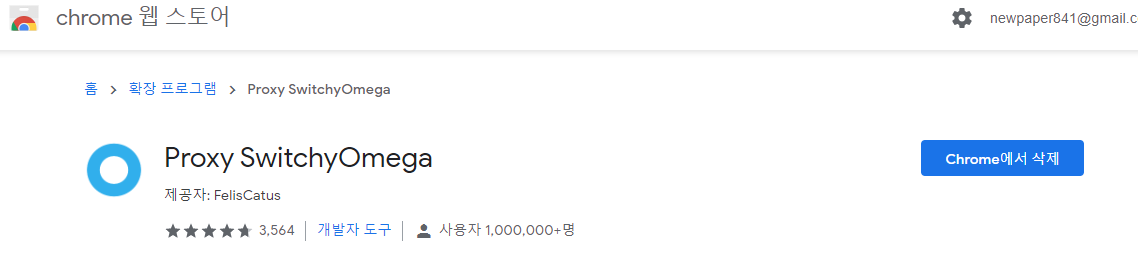 chrome 웹 스토어
newpaper841@gmail.c
홈 > 확장 프로그램 > Proxy SwitchyOmega
Proxy SwitchyOmega
Chrome에서 삭제
제공자: FelisCatus
3,564 개발자 도구 사용자 1,000,000+명